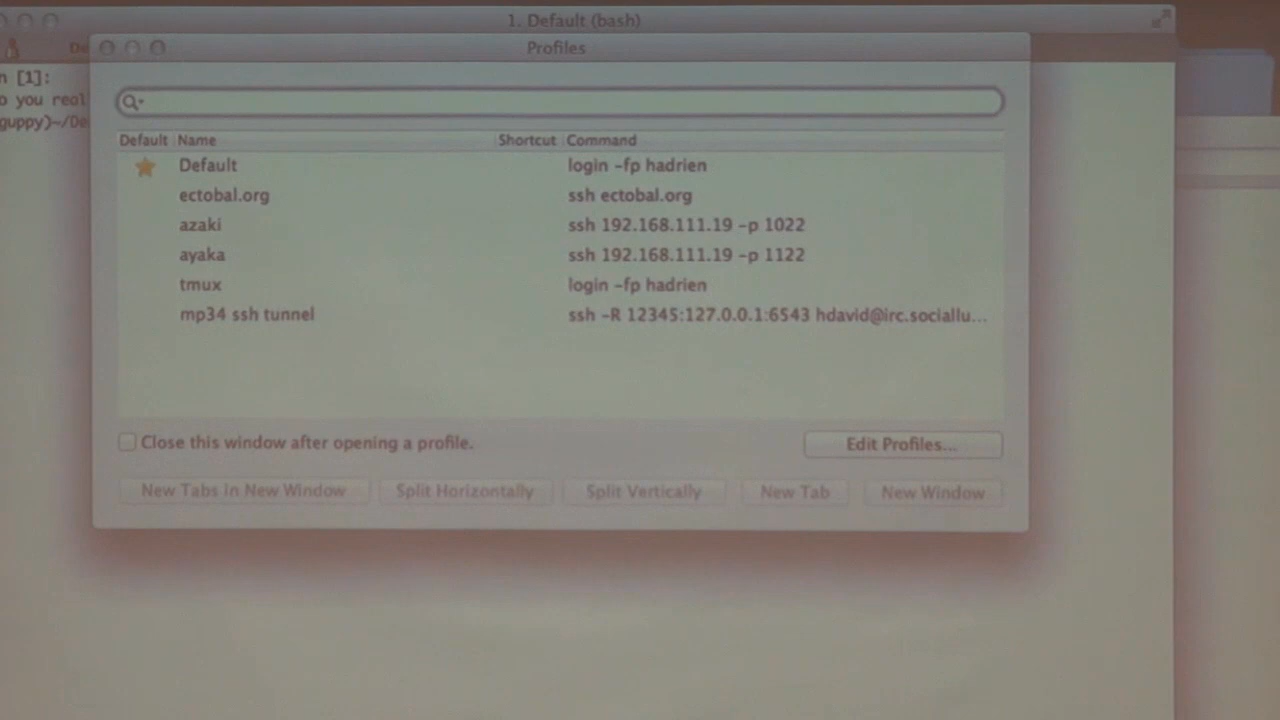 1. Default (bash)
De
Profiles
n [1]:
o you real
guppy)~/De
Default Name Shortcut Command
Default login -fp hadrien
ectobal.org ssh ectobal.org
azaki ssh 192.168.111.19 -p 1022
ayaka ssh 192.168.111.19 -p 1122
tmux login -fp hadrien
mp34 ssh tunnel ssh -R 12345:127.0.0.1:6543 hdavid@irc.sociallu...
Close this window after opening a profile.
Edit Profiles...
New Tabs in New Window Split Horizontally Split Vertically New Tab New Window